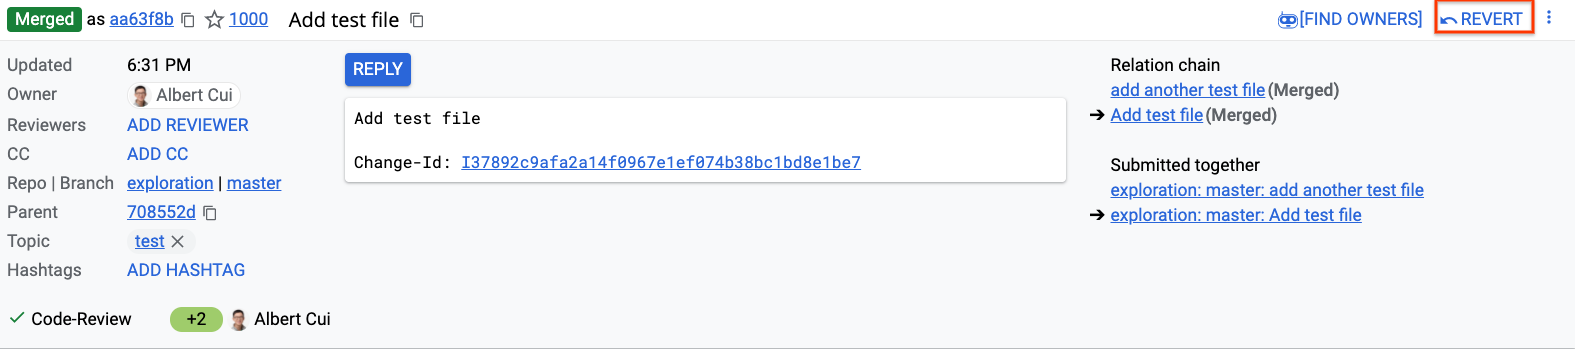 Merged as aa63f8b 1000 Add test file [FIND OWNERS] REVERT
Updated 6:31 PM
Owner Albert Cui
Reviewers ADD REVIEWER
CC ADD CC
Repo | Branch exploration | master
Parent 708552d
Topic test
Hashtags ADD HASHTAG
Code-Review +2 Albert Cui
REPLY
Add test file
Change-Id: I37892c9afa2a14f0967e1ef074b38bc1bd8e1be7
Relation chain
add another test file (Merged)
Add test file (Merged)
Submitted together
exploration: master: add another test file
exploration: master: Add test file